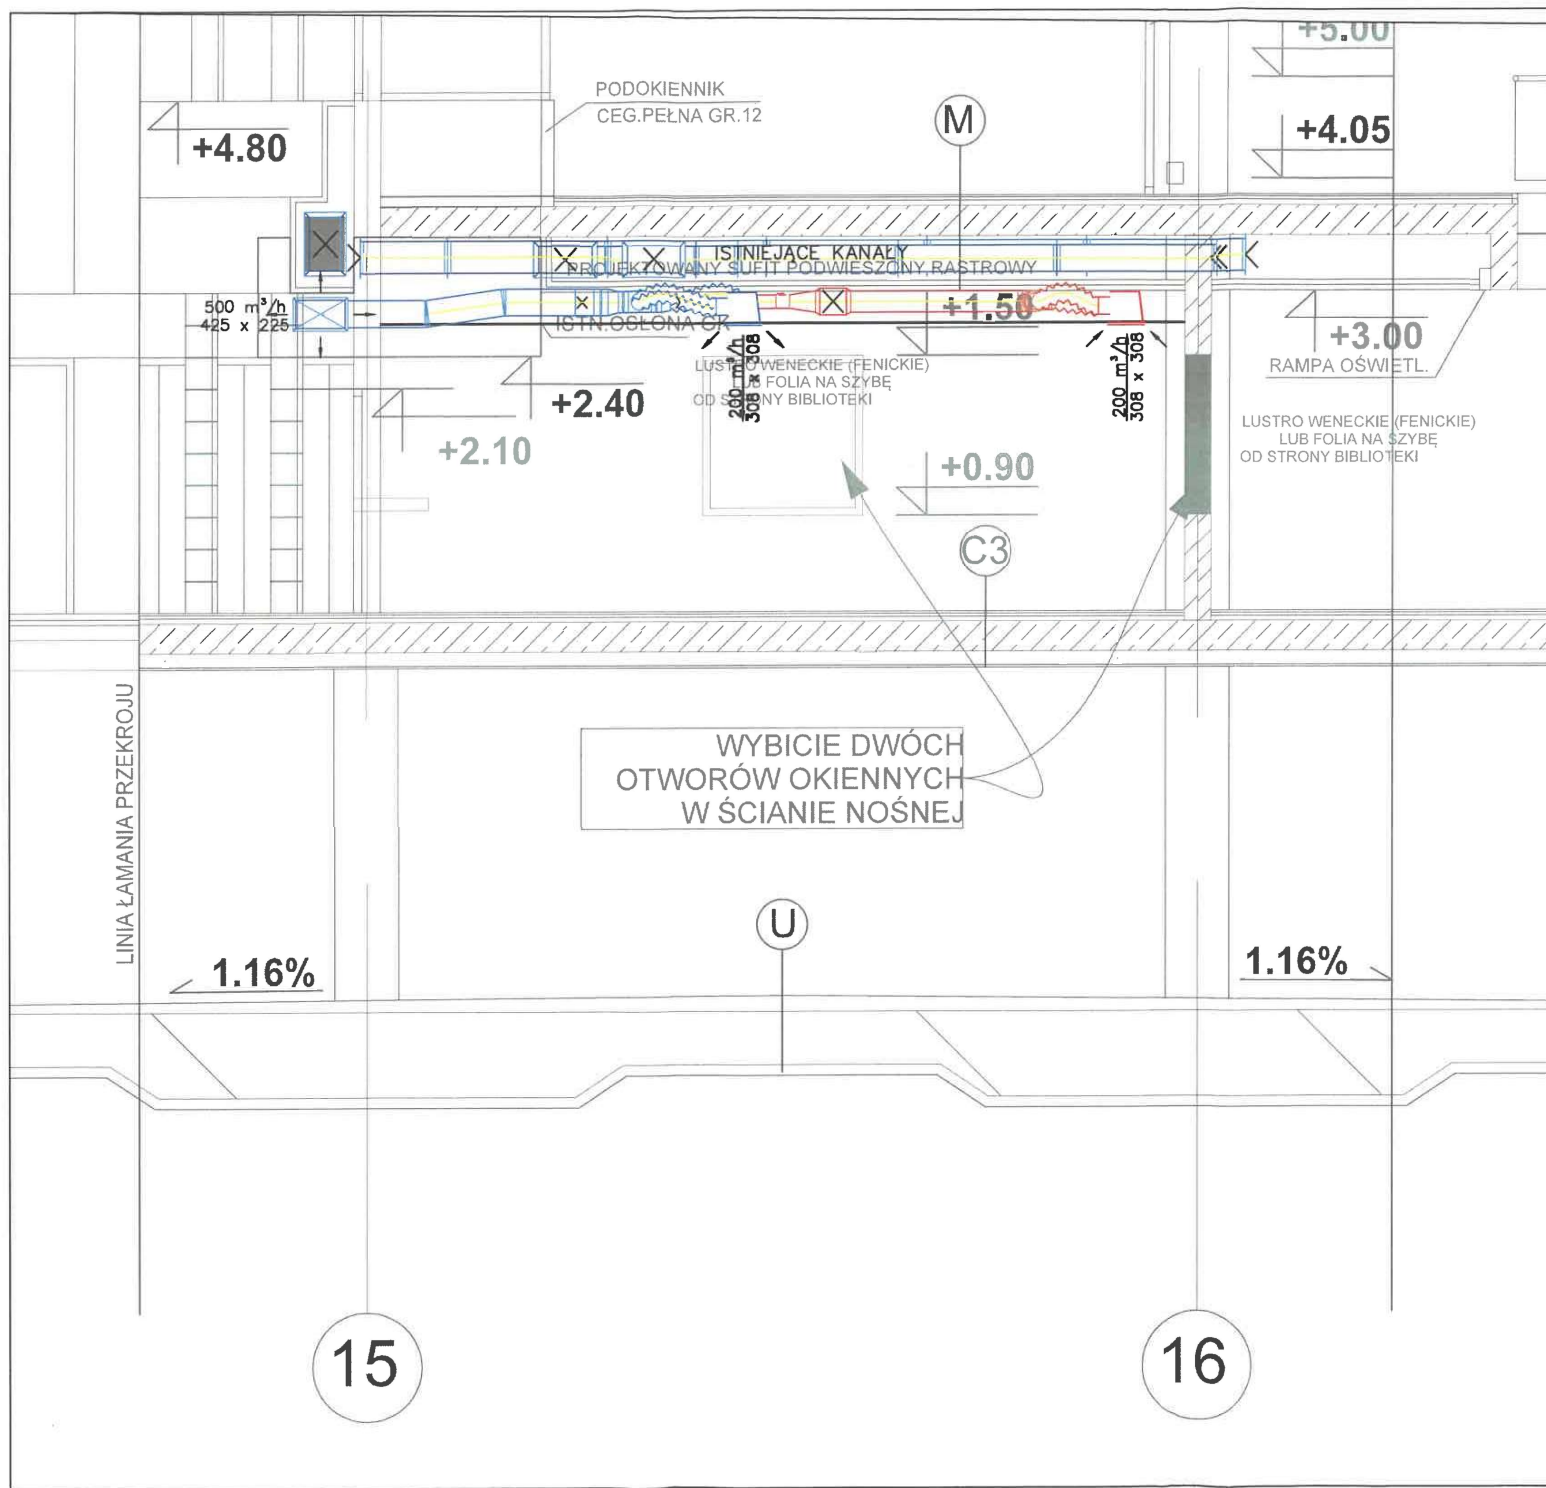 +5.00
PODOKIENNIK
CEG.PEŁNA GR.12
M
+4.05
+4.80
ISTNIEJĄCE KANAŁY
PROJEKTOWANY SUFIT PODWIESZONY,RASTROWY
500 m³/h
425 x 225
+1.50
ISTN.OSŁONA GK
+3.00
RAMPA OŚWIETL.
200 m³/h
308 x 308
200 m³/h
308 x 308
LUSTRO WENECKIE (FENICKIE)
LUB FOLIA NA SZYBĘ
OD STRONY BIBLIOTEKI
+2.40
+2.10
LUSTRO WENECKIE (FENICKIE)
LUB FOLIA NA SZYBĘ
OD STRONY BIBLIOTEKI
+0.90
C3
LINIA ŁAMANIA PRZEKROJU
WYBICIE DWÓCH
OTWORÓW OKIENNYCH
W ŚCIANIE NOŚNEJ
U
1.16%
1.16%
15
16